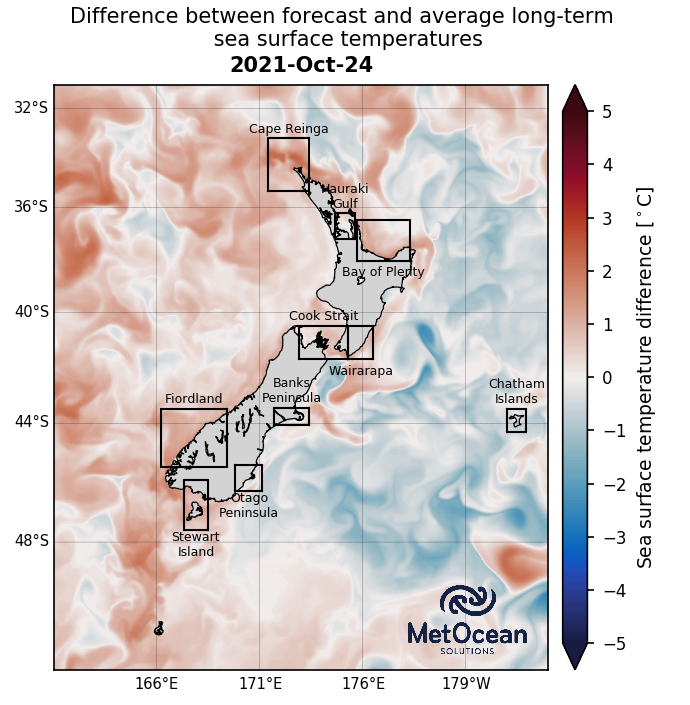 Difference between forecast and average long-term
sea surface temperatures
2021-Oct-24
32°S
36°S
40°S
44°S
48°S
166°E
171°E
176°E
179°W
Cape Reinga
Hauraki
Gulf
Bay of Plenty
Cook Strait
Wairarapa
Banks
Peninsula
Fiordland
Chatham
Islands
Otago
Peninsula
Stewart
Island
MetOcean
SOLUTIONS
5
4
3
2
1
0
−1
−2
−3
−4
−5
Sea surface temperature difference [°C]